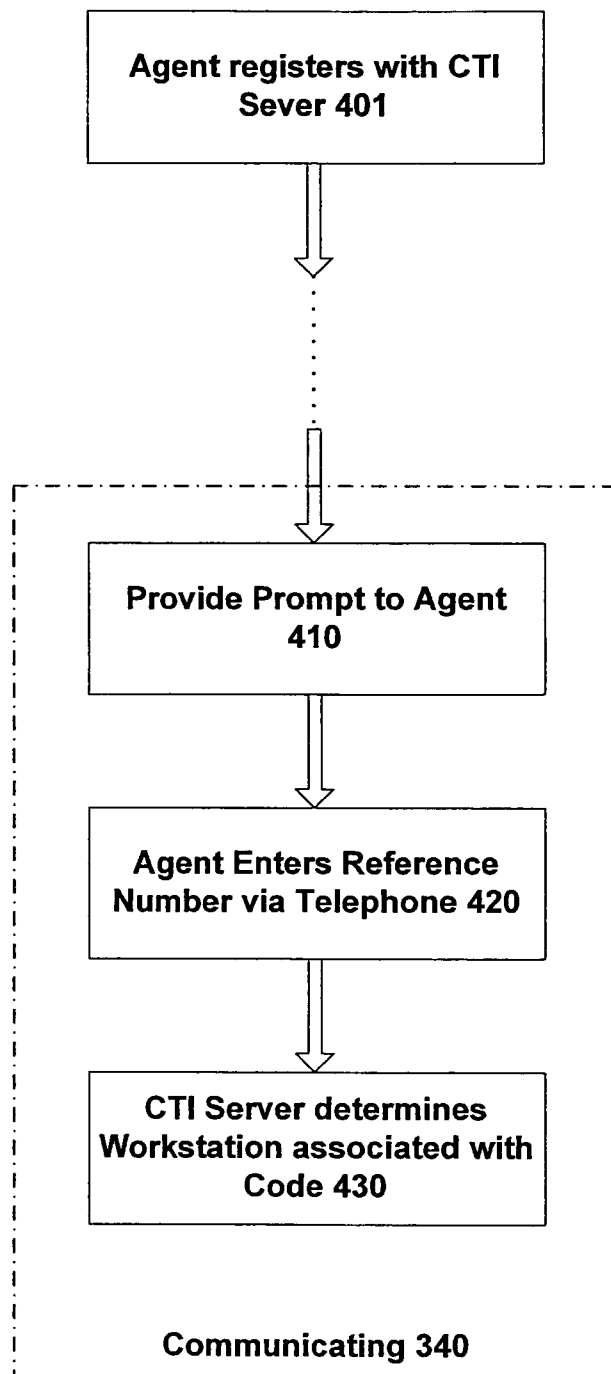 Agent registers with CTI
Sever 401
Provide Prompt to Agent
410
Agent Enters Reference
Number via Telephone 420
CTI Server determines
Workstation associated with
Code 430
Communicating 340